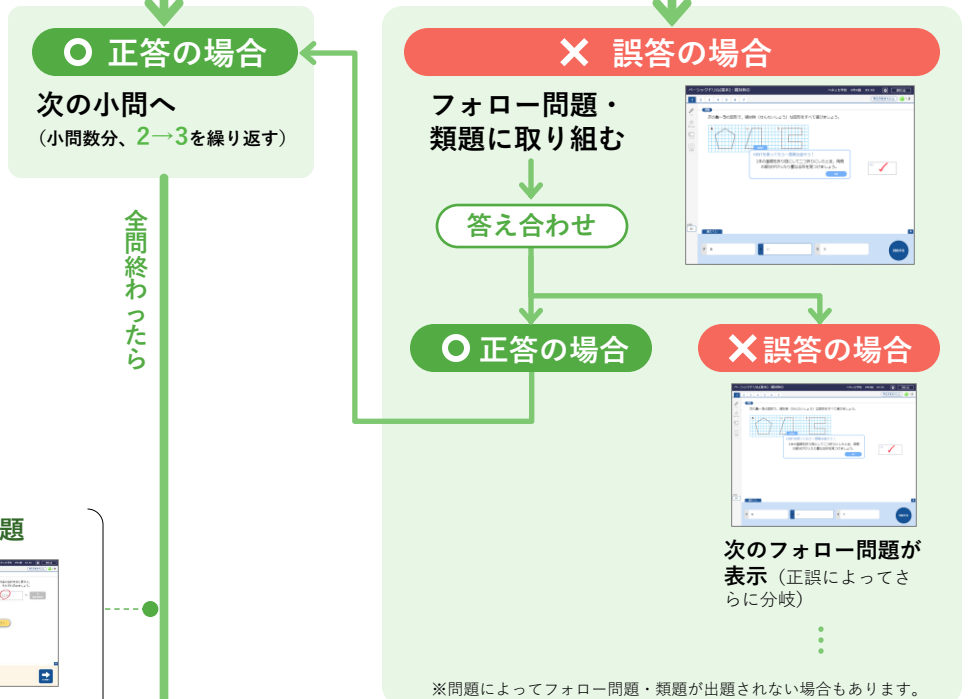 正答の場合
次の小問へ
（小問数分、2→3を繰り返す）
全問終わったら
題
誤答の場合
フォロー問題・
類題に取り組む
答え合わせ
正答の場合
誤答の場合
次のフォロー問題が
表示（正誤によってさ
らに分岐）
※問題によってフォロー問題・類題が出題されない場合もあります。